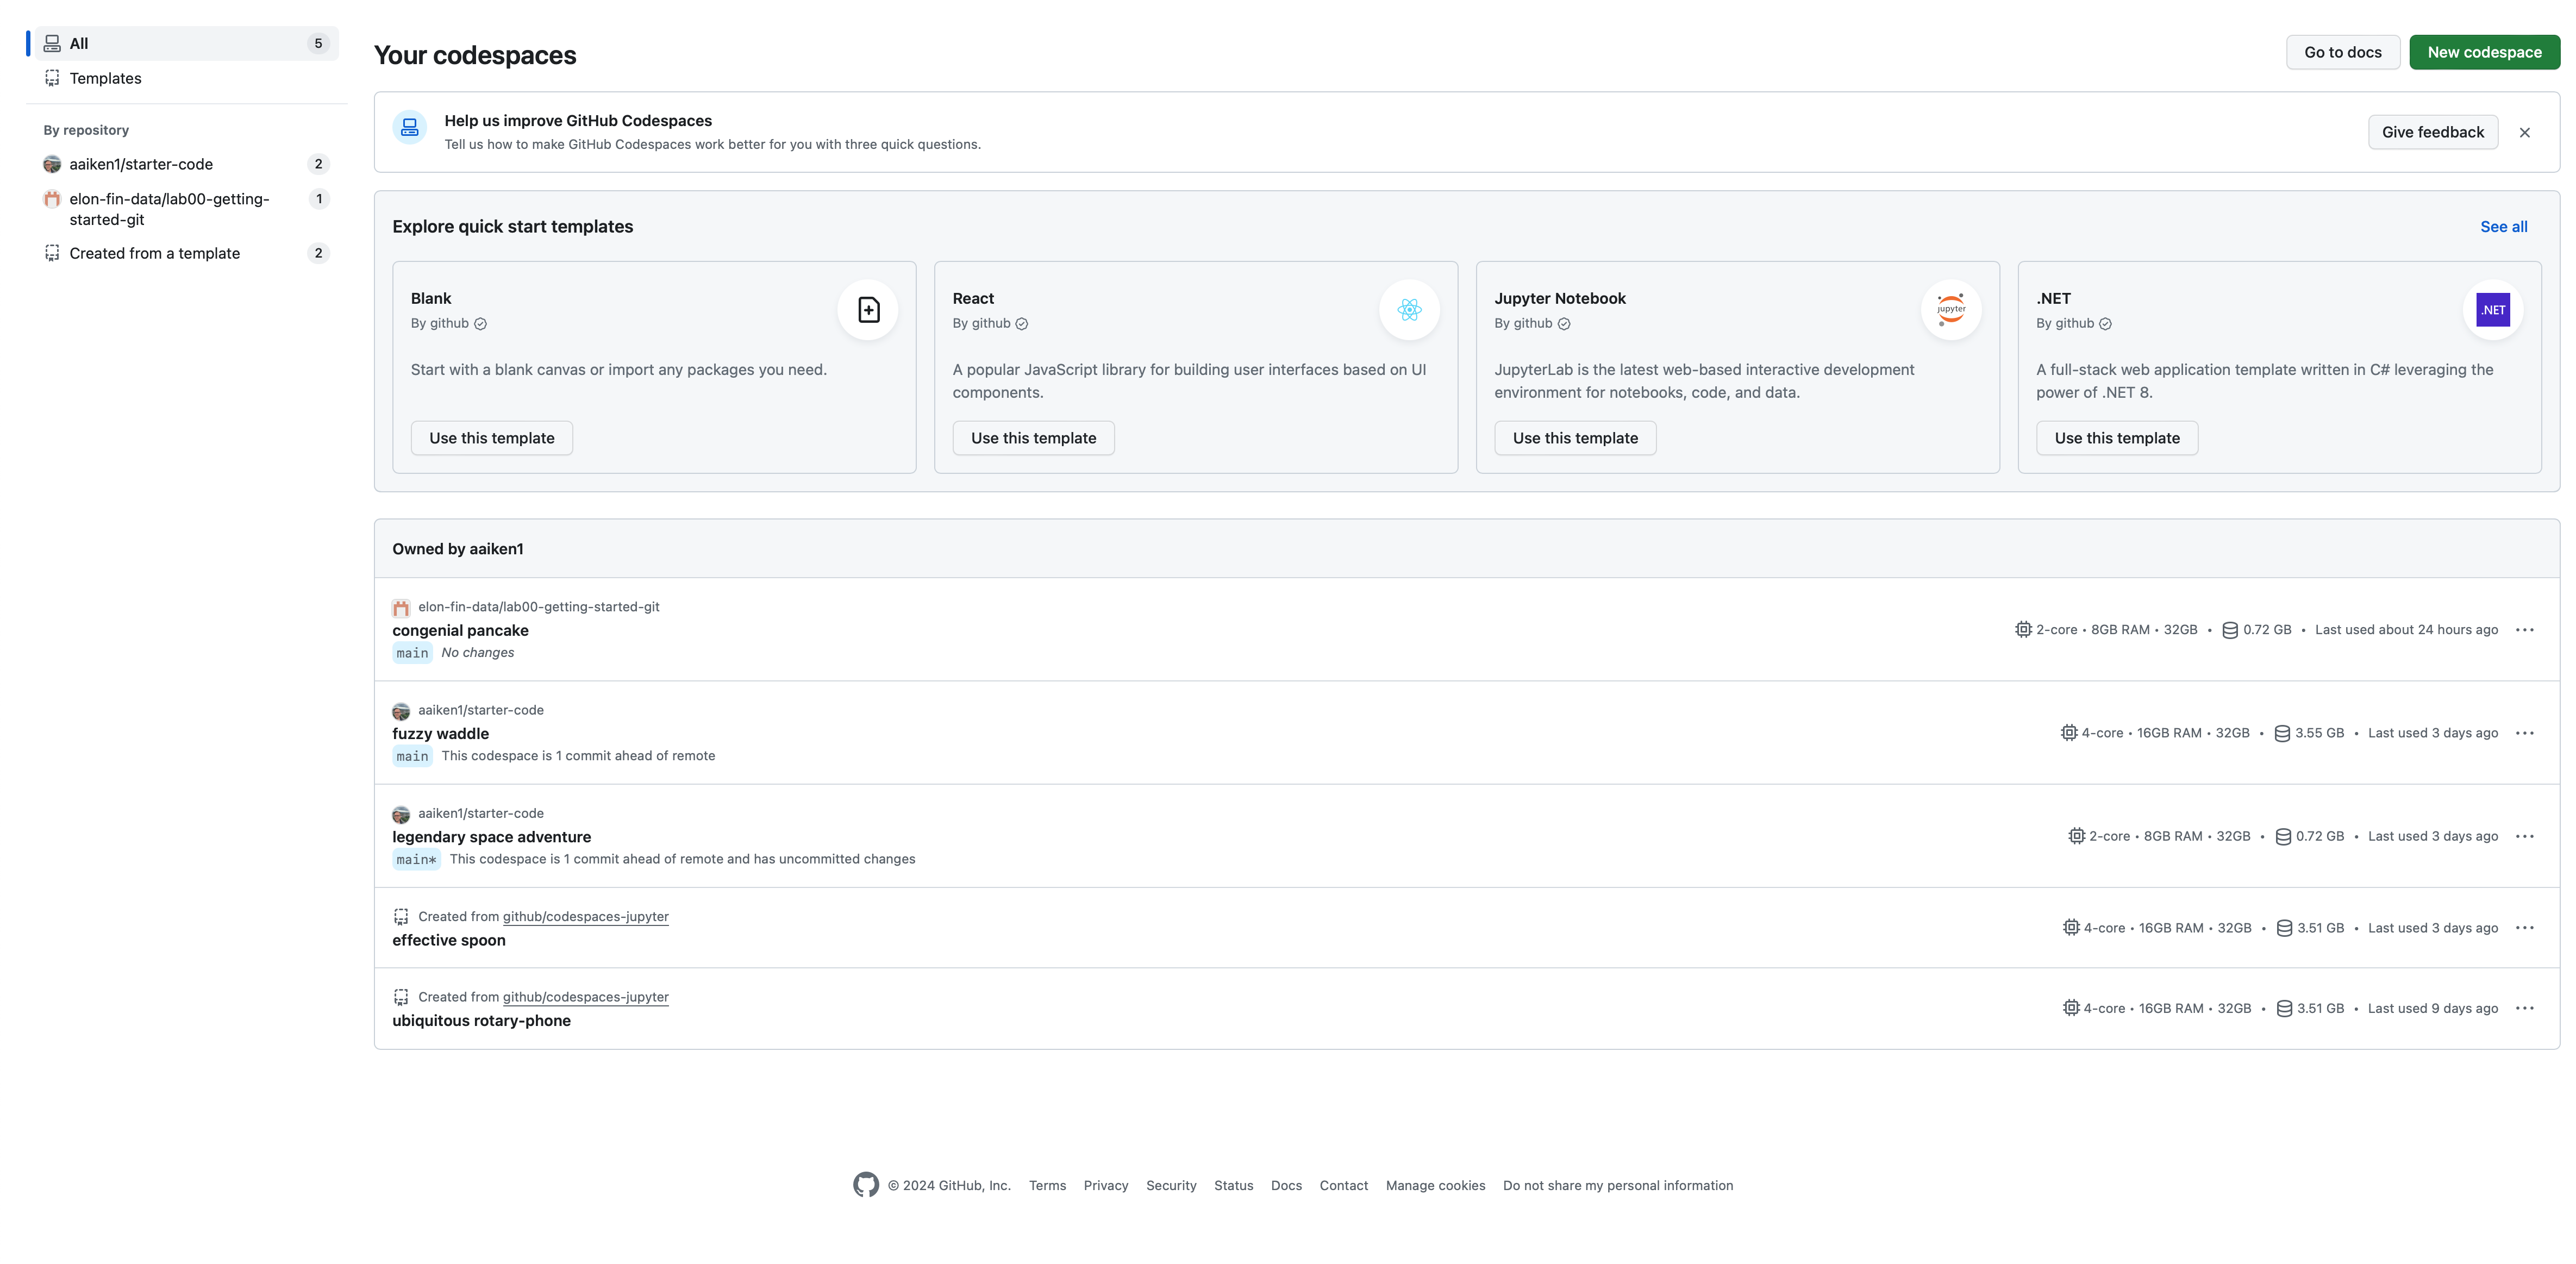 All 5
Templates
By repository
aaiken1/starter-code 2
elon-fin-data/lab00-getting- 1
started-git
Created from a template 2
Your codespaces
Go to docs
New codespace
Help us improve GitHub Codespaces
Tell us how to make GitHub Codespaces work better for you with three quick questions.
Give feedback
Explore quick start templates
See all
Blank
By github
Start with a blank canvas or import any packages you need.
Use this template
React
By github
A popular JavaScript library for building user interfaces based on UI
components.
Use this template
Jupyter Notebook
By github
jupyter
JupyterLab is the latest web-based interactive development
environment for notebooks, code, and data.
Use this template
.NET
By github
.NET
A full-stack web application template written in C# leveraging the
power of .NET 8.
Use this template
Owned by aaiken1
elon-fin-data/lab00-getting-started-git
congenial pancake
main No changes
2-core • 8GB RAM • 32GB • 0.72 GB • Last used about 24 hours ago
aaiken1/starter-code
fuzzy waddle
main This codespace is 1 commit ahead of remote
4-core • 16GB RAM • 32GB • 3.55 GB • Last used 3 days ago
aaiken1/starter-code
legendary space adventure
main* This codespace is 1 commit ahead of remote and has uncommitted changes
2-core • 8GB RAM • 32GB • 0.72 GB • Last used 3 days ago
Created from github/codespaces-jupyter
effective spoon
4-core • 16GB RAM • 32GB • 3.51 GB • Last used 3 days ago
Created from github/codespaces-jupyter
ubiquitous rotary-phone
4-core • 16GB RAM • 32GB • 3.51 GB • Last used 9 days ago
© 2024 GitHub, Inc. Terms Privacy Security Status Docs Contact Manage cookies Do not share my personal information